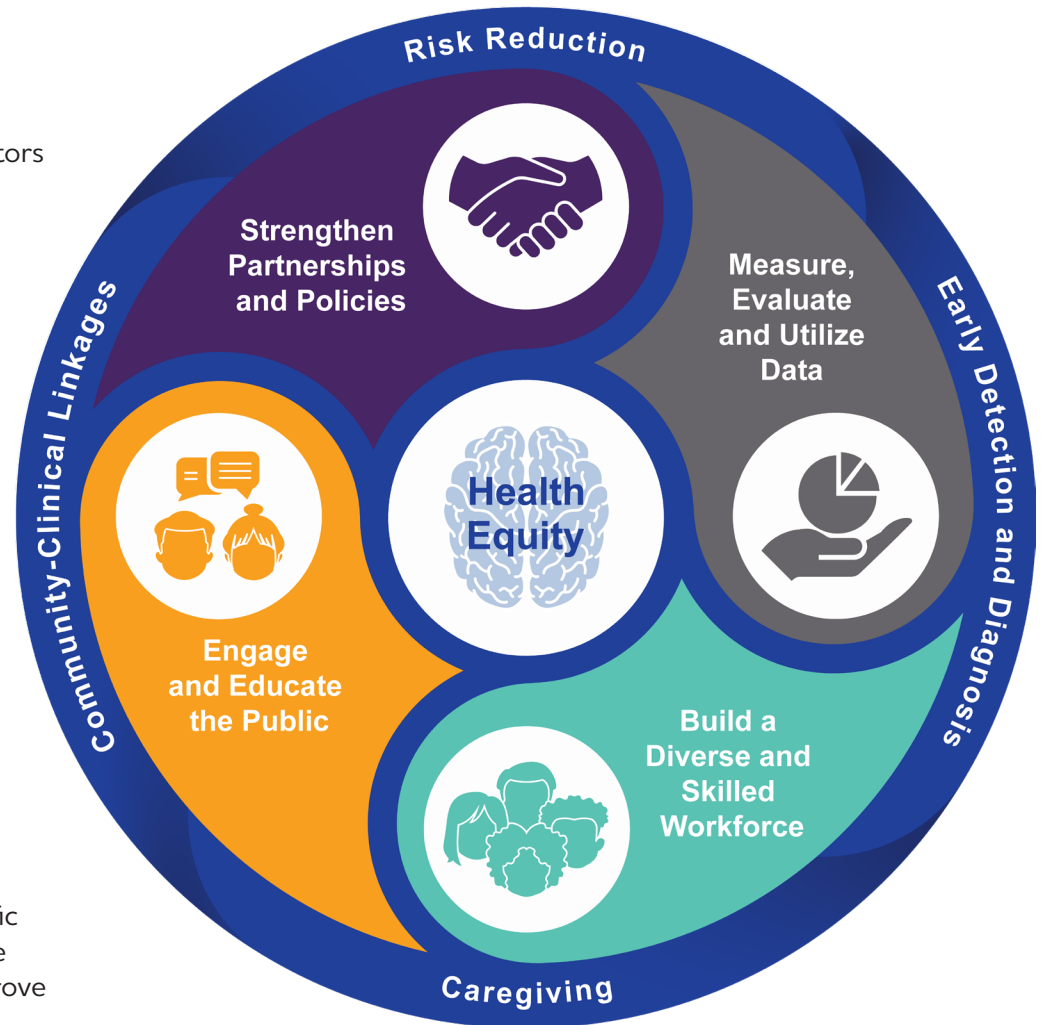 Risk Reduction
tors
Strengthen
Partnerships
and Policies
Measure,
Evaluate
and Utilize
Data
Early Detection and Diagnosis
Community-Clinical Linkages
Health
Equity
Engage
and Educate
the Public
Build a
Diverse and
Skilled
Workforce
fic
e
rove
Caregiving